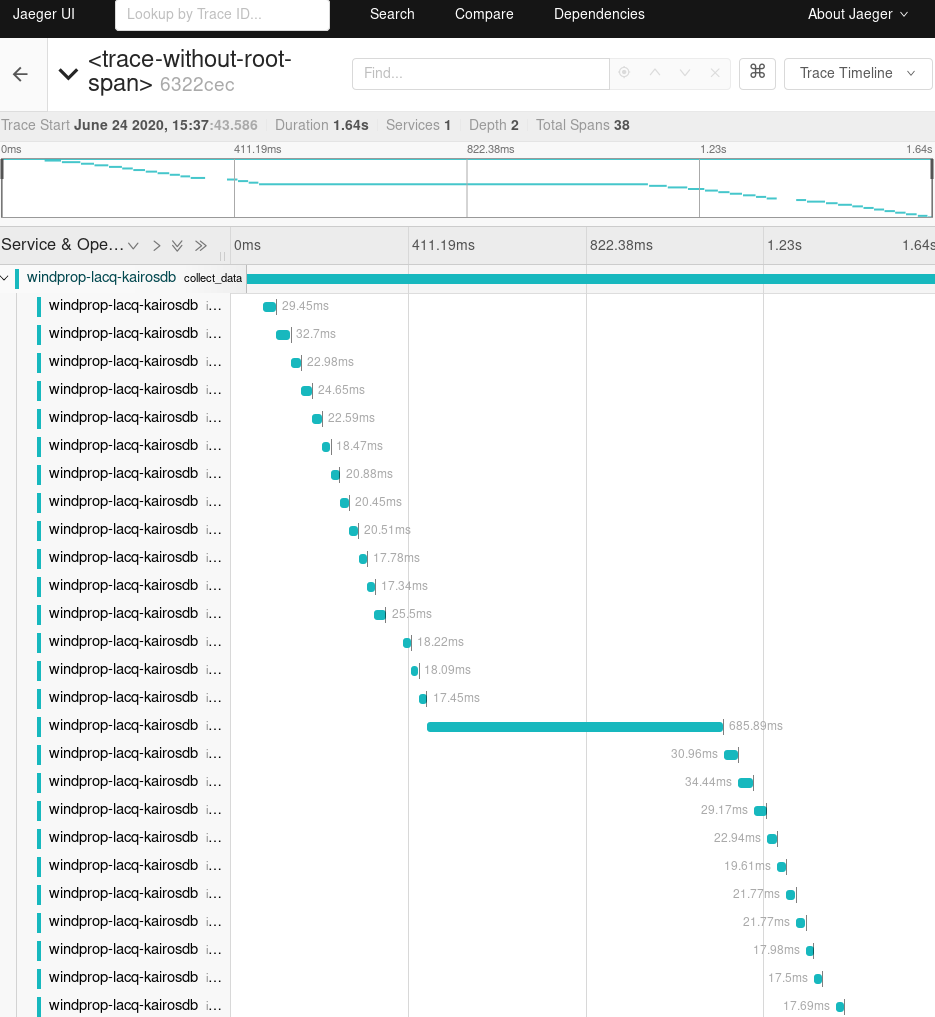 Jaeger UI Lookup by Trace ID... Search Compare Dependencies About Jaeger
<trace-without-root-
span> 6322cec
Find... ⌘ Trace Timeline
Trace Start June 24 2020, 15:37:43.586 Duration 1.64s Services 1 Depth 2 Total Spans 38
0ms 411.19ms 822.38ms 1.23s 1.64s
Service & Ope... 0ms 411.19ms 822.38ms 1.23s 1.64s
windprop-lacq-kairosdb collect_data
windprop-lacq-kairosdb i... 29.45ms
windprop-lacq-kairosdb i... 32.7ms
windprop-lacq-kairosdb i... 22.98ms
windprop-lacq-kairosdb i... 24.65ms
windprop-lacq-kairosdb i... 22.59ms
windprop-lacq-kairosdb i... 18.47ms
windprop-lacq-kairosdb i... 20.88ms
windprop-lacq-kairosdb i... 20.45ms
windprop-lacq-kairosdb i... 20.51ms
windprop-lacq-kairosdb i... 17.78ms
windprop-lacq-kairosdb i... 17.34ms
windprop-lacq-kairosdb i... 25.5ms
windprop-lacq-kairosdb i... 18.22ms
windprop-lacq-kairosdb i... 18.09ms
windprop-lacq-kairosdb i... 17.45ms
windprop-lacq-kairosdb i... 685.89ms
windprop-lacq-kairosdb i... 30.96ms
windprop-lacq-kairosdb i... 34.44ms
windprop-lacq-kairosdb i... 29.17ms
windprop-lacq-kairosdb i... 22.94ms
windprop-lacq-kairosdb i... 19.61ms
windprop-lacq-kairosdb i... 21.77ms
windprop-lacq-kairosdb i... 21.77ms
windprop-lacq-kairosdb i... 17.98ms
windprop-lacq-kairosdb i... 17.5ms
windprop-lacq-kairosdb i... 17.69ms